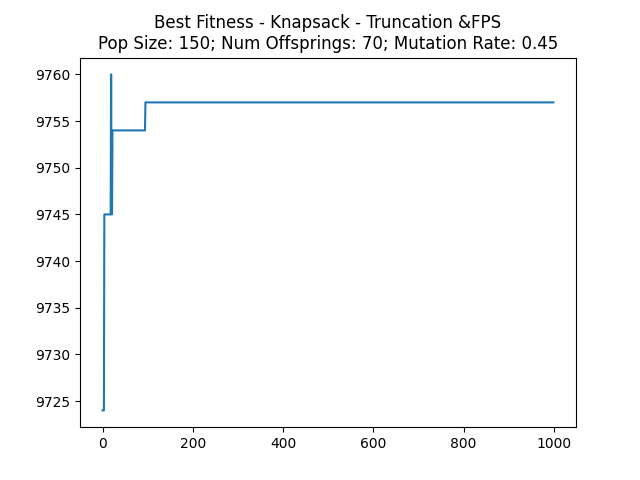 Best Fitness - Knapsack - Truncation &FPS
Pop Size: 150; Num Offsprings: 70; Mutation Rate: 0.45
9760
9755
9750
9745
9740
9735
9730
9725
0 200 400 600 800 1000